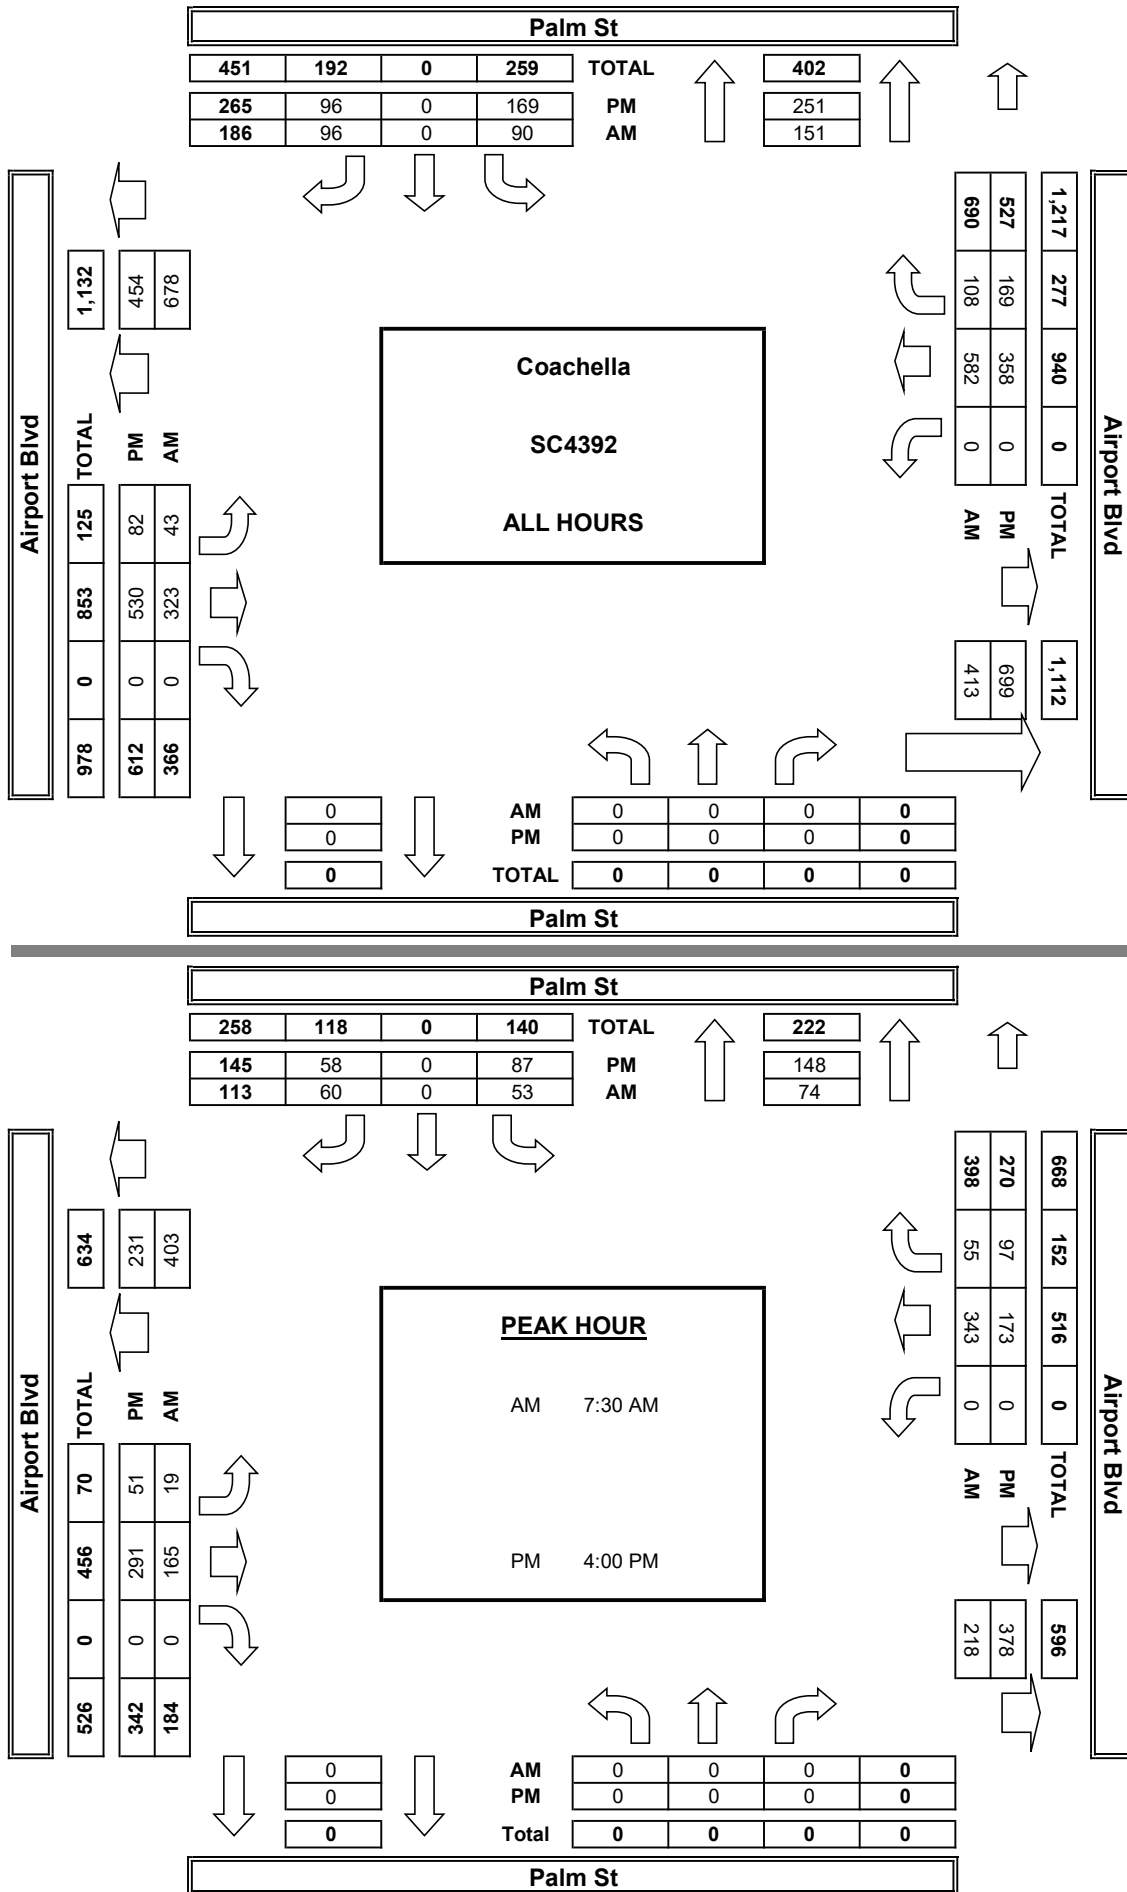 Palm St
451 192 0 259 TOTAL 402
265 96 0 169 PM 251
186 96 0 90 AM 151
Airport Blvd
1,132
454
678
TOTAL 125 853 0 978
PM 82 530 0 612
AM 43 323 0 366
Coachella
SC4392
ALL HOURS
1,217 277 940 0 TOTAL 1,112
527 169 358 0 PM 699
690 108 582 0 AM 413
Airport Blvd
0 AM 0 0 0 0
0 PM 0 0 0 0
0 TOTAL 0 0 0 0
Palm St
Palm St
258 118 0 140 TOTAL 222
145 58 0 87 PM 148
113 60 0 53 AM 74
Airport Blvd
634
231
403
TOTAL 70 456 0 526
PM 51 291 0 342
AM 19 165 0 184
PEAK HOUR
AM 7:30 AM
PM 4:00 PM
668 152 516 0 TOTAL 596
270 97 173 0 PM 378
398 55 343 0 AM 218
Airport Blvd
0 AM 0 0 0 0
0 PM 0 0 0 0
0 Total 0 0 0 0
Palm St